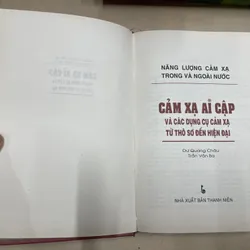 NĂNG LƯỢNG CẢM XẠ
TRONG VÀ NGOÀI NƯỚC
CẢM XẠ AI CẬP
VÀ CÁC DỤNG CỤ CẢM XẠ
TỪ THÔ SƠ ĐẾN HIỆN ĐẠI
Dư Quang Châu
Trần Văn Ba
NHÀ XUẤT BẢN THANH NIÊN